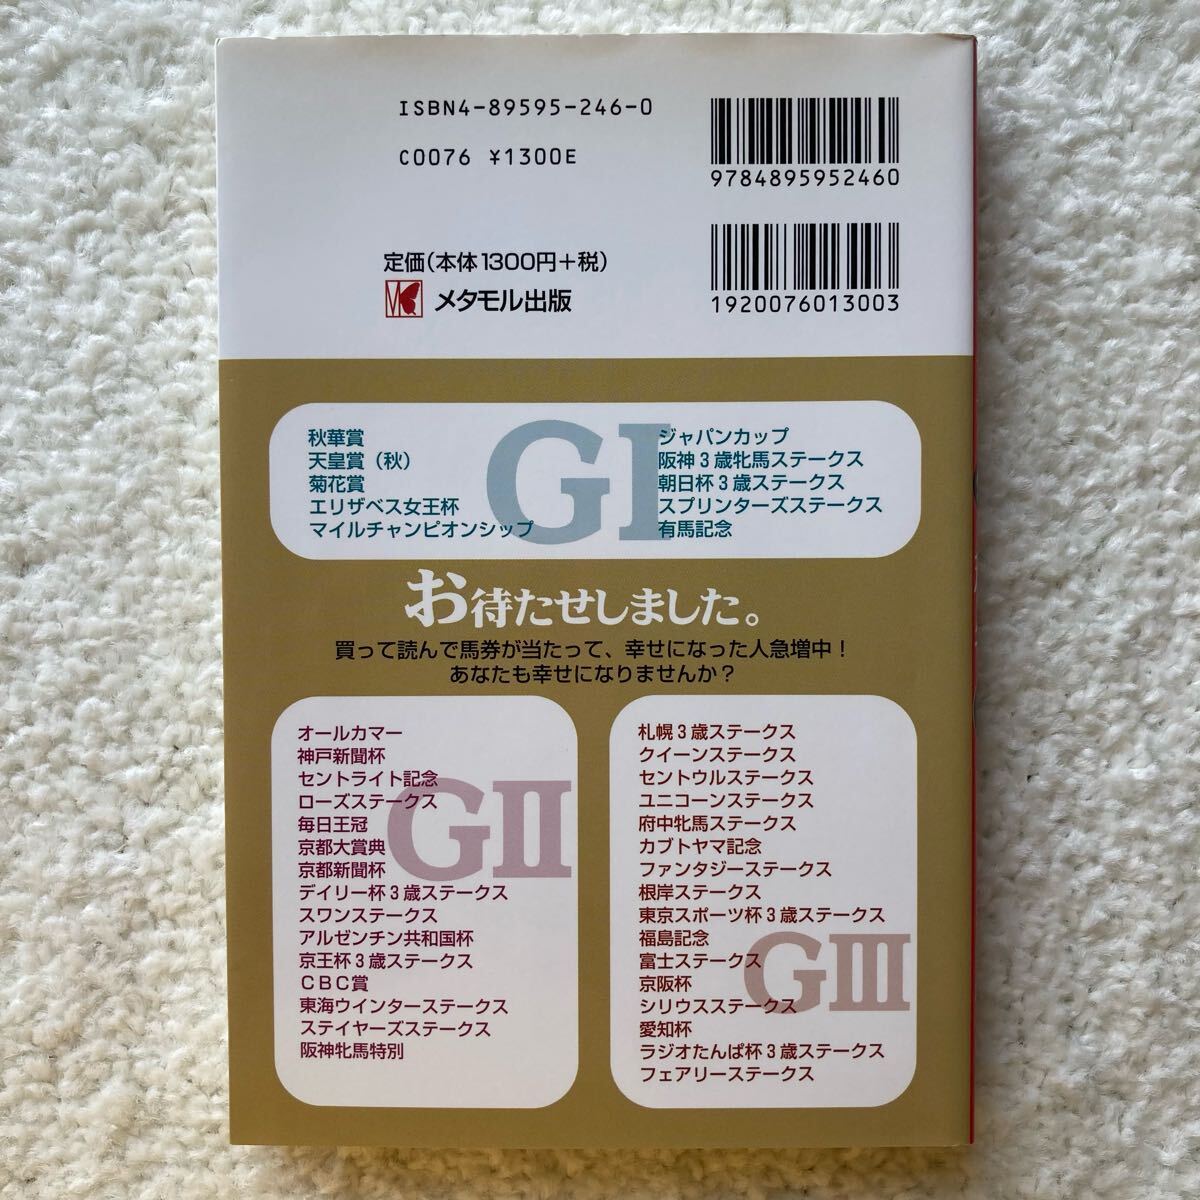 ISBN4-89595-246-0
C0076 ¥1300E
9784895952460
定価(本体1300円+税)
メタモル出版
1920076013003
GI
秋華賞
天皇賞(秋)
菊花賞
エリザベス女王杯
マイルチャンピオンシップ
ジャパンカップ
阪神3歳牝馬ステークス
朝日杯3歳ステークス
スプリンターズステークス
有馬記念
お待たせしました。
買って読んで馬券が当たって、幸せになった人急増中!
あなたも幸せになりませんか?
GII
オールカマー
神戸新聞杯
セントライト記念
ローズステークス
毎日王冠
京都大賞典
京都新聞杯
デイリー杯3歳ステークス
スワンステークス
アルゼンチン共和国杯
京王杯3歳ステークス
CBC賞
東海ウインターステークス
ステイヤーズステークス
阪神牝馬特別
GIII
札幌3歳ステークス
クイーンステークス
セントウルステークス
ユニコーンステークス
府中牝馬ステークス
カブトヤマ記念
ファンタジーステークス
根岸ステークス
東京スポーツ杯3歳ステークス
福島記念
富士ステークス
京阪杯
シリウスステークス
愛知杯
ラジオたんぱ杯3歳ステークス
フェアリーステークス